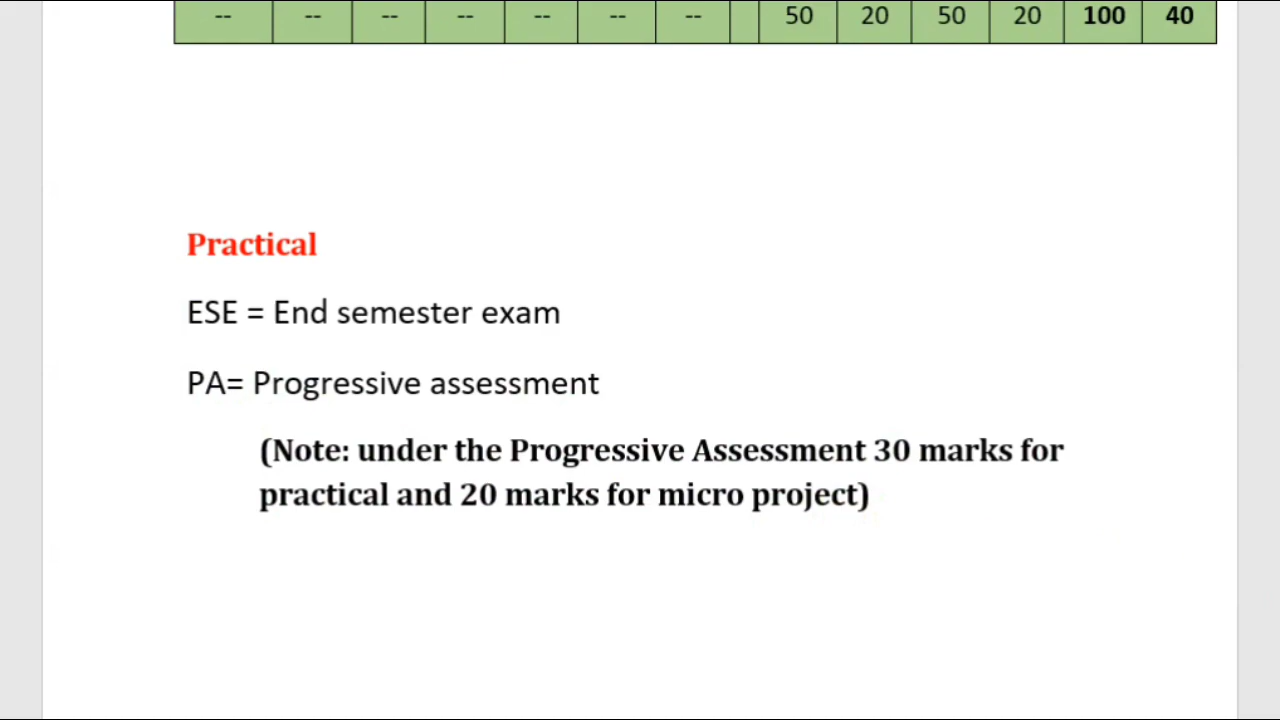 -- -- -- -- -- -- -- 50 20 50 20 100 40
Practical
ESE = End semester exam
PA= Progressive assessment
(Note: under the Progressive Assessment 30 marks for
practical and 20 marks for micro project)